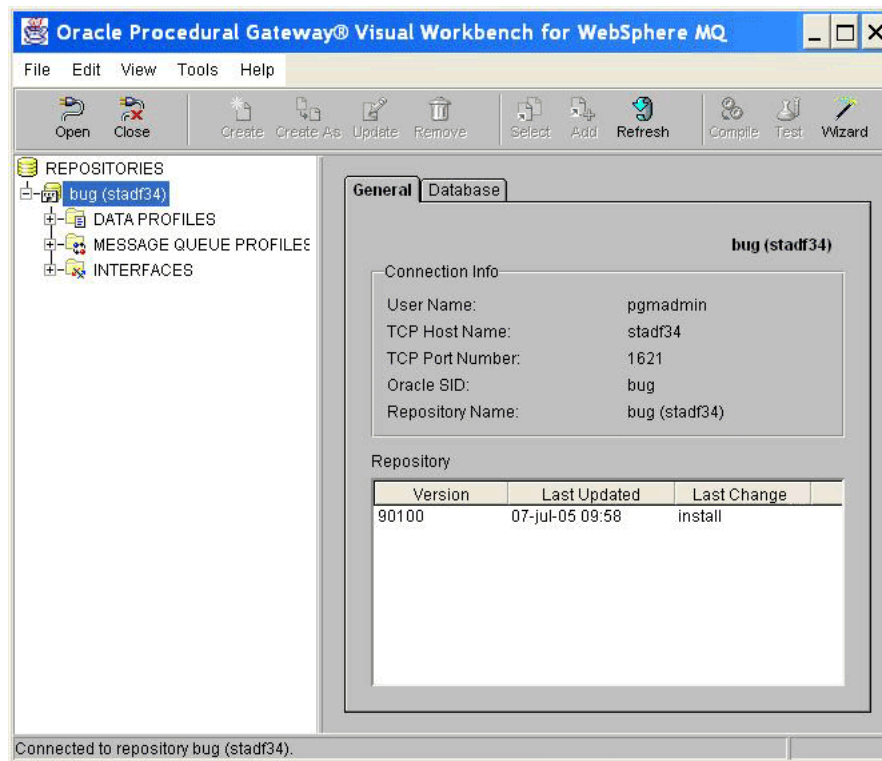 Oracle Procedural Gateway® Visual Workbench for WebSphere MQ
File Edit View Tools Help
Open Close Create Create As Update Remove Select Add Refresh Compile Test Wizard
REPOSITORIES
bug (stadf34)
DATA PROFILES
MESSAGE QUEUE PROFILES
INTERFACES
General Database
bug (stadf34)
Connection Info
User Name: pgmadmin
TCP Host Name: stadf34
TCP Port Number: 1621
Oracle SID: bug
Repository Name: bug (stadf34)
Repository
Version Last Updated Last Change
90100 07-jul-05 09:58 install
Connected to repository bug (stadf34).